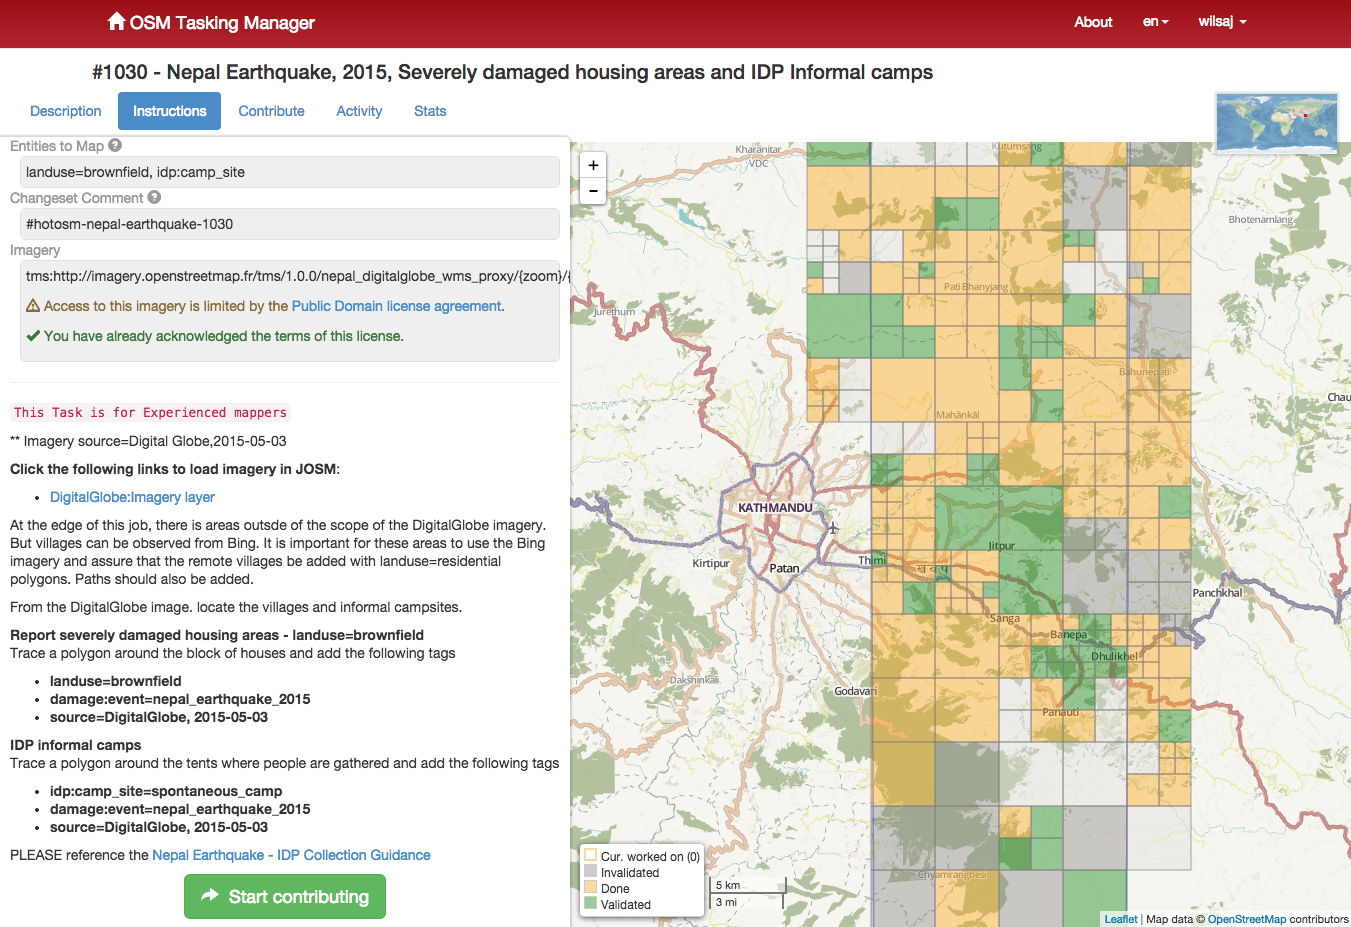 OSM Tasking Manager
About
en
wilsaj
#1030 - Nepal Earthquake, 2015, Severely damaged housing areas and IDP Informal camps
Description
Instructions
Contribute
Activity
Stats
Entities to Map
landuse=brownfield, idp:camp_site
Changeset Comment
#hotosm-nepal-earthquake-1030
Imagery
tms:http://imagery.openstreetmap.fr/tms/1.0.0/nepal_digitalglobe_wms_proxy/{zoom}/{
Access to this imagery is limited by the Public Domain license agreement.
You have already acknowledged the terms of this license.
This Task is for Experienced mappers
** Imagery source=Digital Globe,2015-05-03
Click the following links to load imagery in JOSM:
• DigitalGlobe:Imagery layer
At the edge of this job, there is areas outsde of the scope of the DigitalGlobe imagery.
But villages can be observed from Bing. It is important for these areas to use the Bing
imagery and assure that the remote villages be added with landuse=residential
polygons. Paths should also be added.
From the DigitalGlobe image. locate the villages and informal campsites.
Report severely damaged housing areas - landuse=brownfield
Trace a polygon around the block of houses and add the following tags
• landuse=brownfield
• damage:event=nepal_earthquake_2015
• source=DigitalGlobe, 2015-05-03
IDP informal camps
Trace a polygon around the tents where people are gathered and add the following tags
• idp:camp_site=spontaneous_camp
• damage:event=nepal_earthquake_2015
• source=DigitalGlobe, 2015-05-03
PLEASE reference the Nepal Earthquake - IDP Collection Guidance
Start contributing
+
-
Kharanitar
VDC
Kutumsang
Bhotenamlang
Pati Bhanyjang
Jurethum
Bahunepati
Chau
Mahānkāl
KATHMANDU
Jitpur
Kirtipur
Patan
Thimi
Panchkhal
Sanga
Banepa
Dhulikhel
Dakshinkali
Godavari
Panauti
Chyamrangbesi
Cur. worked on (0)
Invalidated
Done
Validated
5 km
3 mi
Leaflet | Map data © OpenStreetMap contributors